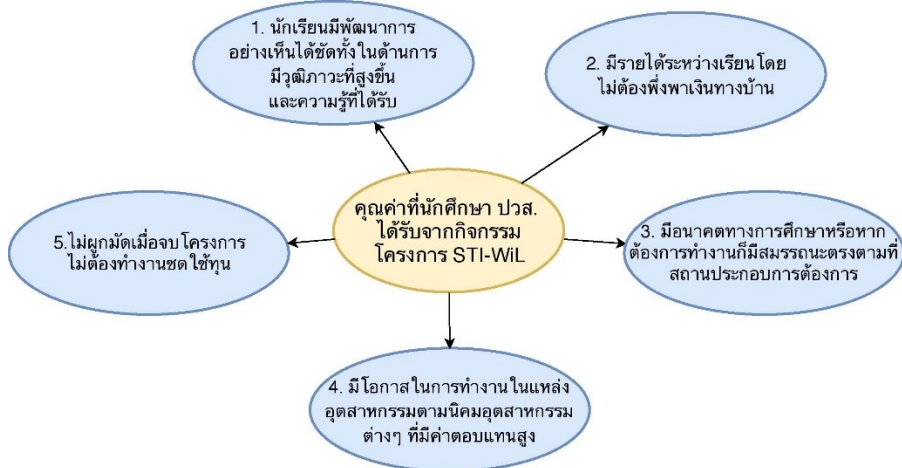 1. นักเรียนมีพัฒนาการ
อย่างเห็นได้ชัดทั้งในด้านการ
มีวุฒิภาวะที่สูงขึ้น
และความรู้ที่ได้รับ
2. มีรายได้ระหว่างเรียนโดย
ไม่ต้องพึ่งพาเงินทางบ้าน
คุณค่าที่นักศึกษา ปวส.
ได้รับจากกิจกรรม
โครงการ STI-WiL
3. มีอนาคตทางการศึกษาหรือหาก
ต้องการทำงานก็มีสมรรถนะตรงตามที่
สถานประกอบการต้องการ
4. มีโอกาสในการทำงานในแหล่ง
อุตสาหกรรมตามนิคมอุตสาหกรรม
ต่างๆ ที่มีค่าตอบแทนสูง
5.ไม่ผูกมัดเมื่อจบโครงการ
ไม่ต้องทำงานชดใช้ทุน